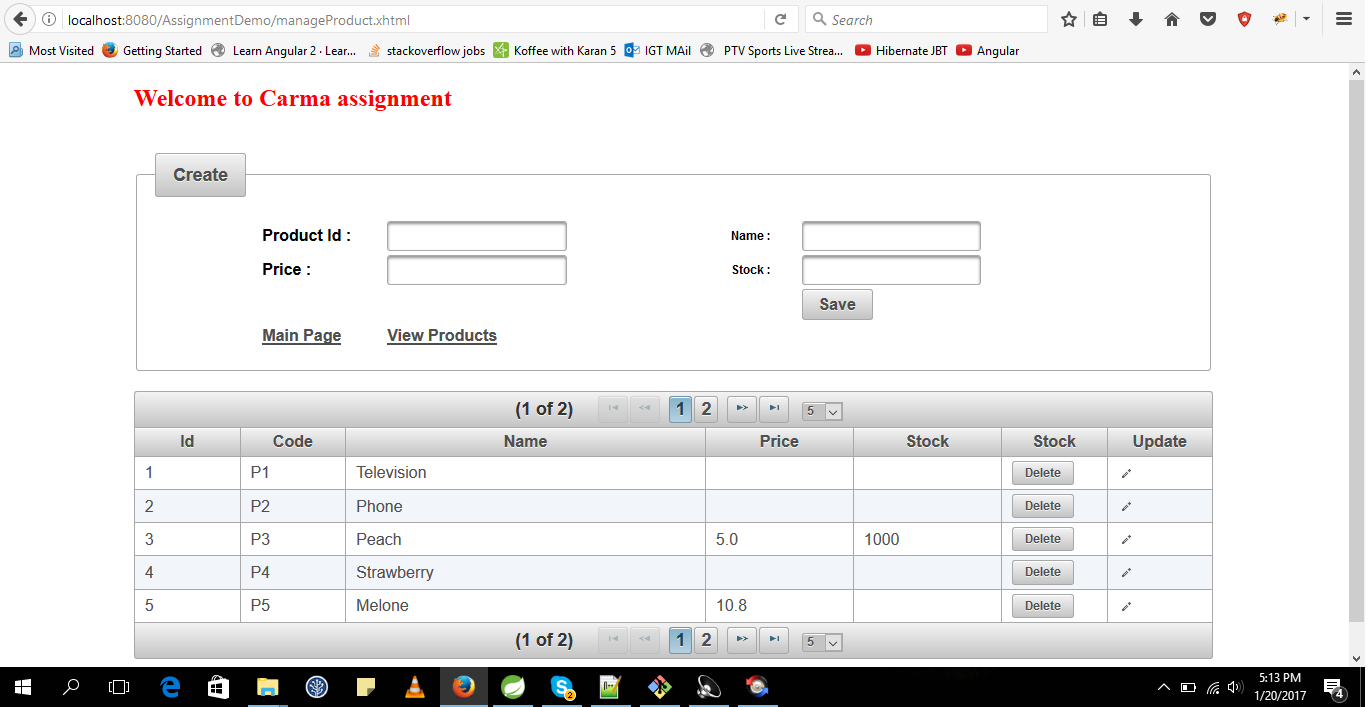 localhost:8080/AssignmentDemo/manageProduct.xhtml Search
Most Visited Getting Started Learn Angular 2 · Lear... stackoverflow jobs Koffee with Karan 5 IGT MAil PTV Sports Live Strea... Hibernate JBT Angular
Welcome to Carma assignment
Create
Product Id : Name :
Price : Stock :
Save
Main Page View Products
(1 of 2) 1 2 5
Id Code Name Price Stock Stock Update
1 P1 Television Delete
2 P2 Phone Delete
3 P3 Peach 5.0 1000 Delete
4 P4 Strawberry Delete
5 P5 Melone 10.8 Delete
(1 of 2) 1 2 5
2
5:13 PM
1/20/2017
4